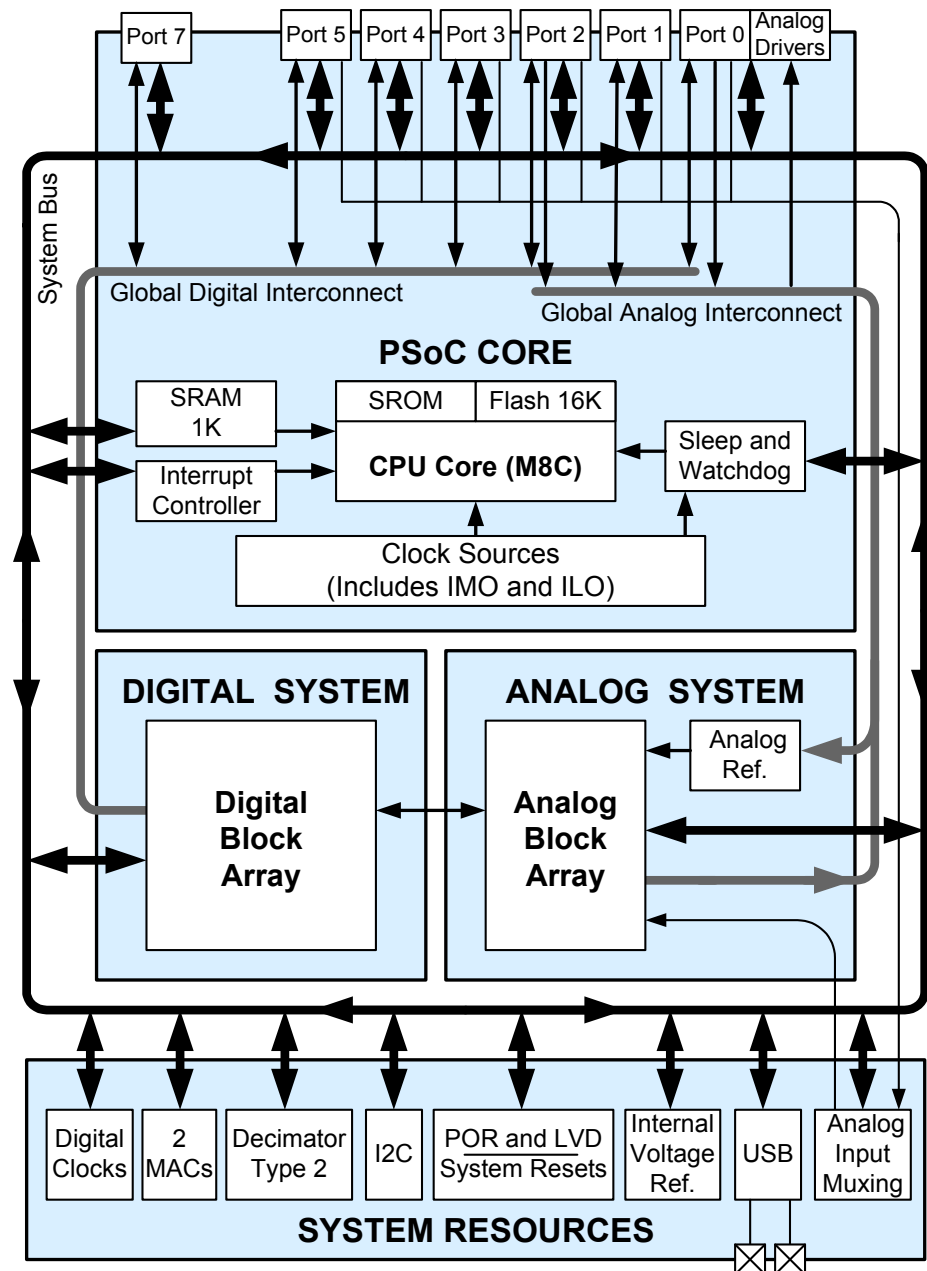 Port 7
Port 5
Port 4
Port 3
Port 2
Port 1
Port 0
Analog
Drivers
System Bus
Global Digital Interconnect
Global Analog Interconnect
PSoC CORE
SRAM
1K
SROM
Flash 16K
CPU Core (M8C)
Interrupt
Controller
Sleep and
Watchdog
Clock Sources
(Includes IMO and ILO)
DIGITAL SYSTEM
ANALOG SYSTEM
Digital
Block
Array
Analog
Block
Array
Analog
Ref.
Digital
Clocks
2
MACs
Decimator
Type 2
I2C
POR and LVD
System Resets
Internal
Voltage
Ref.
USB
Analog
Input
Muxing
SYSTEM RESOURCES